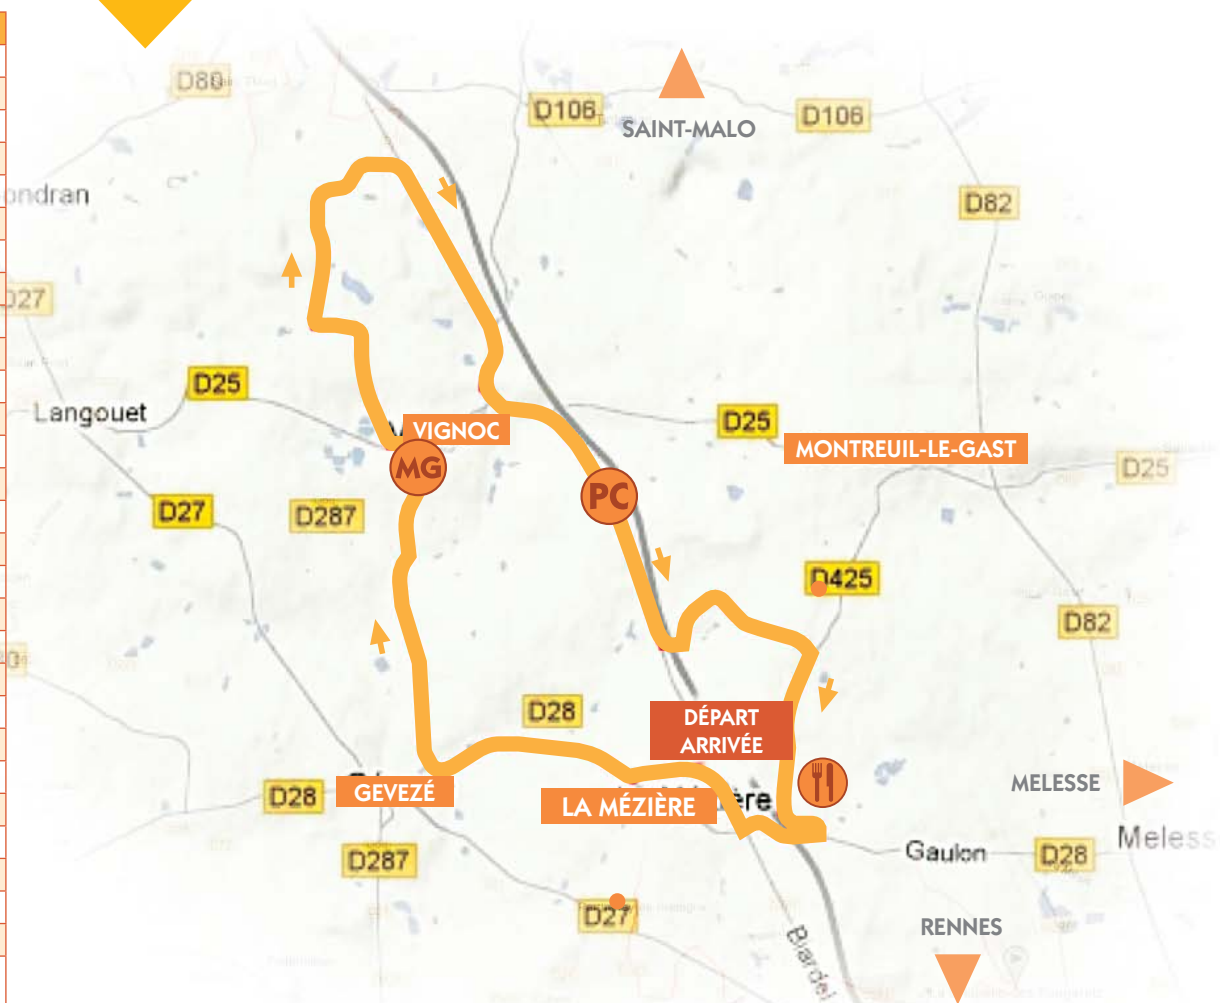 D80
D106
D106
SAINT-MALO
ondran
D82
D27
D25
Langouet
D25
VIGNOC
MONTREUIL-LE-GAST
MG
D25
PC
D27
D287
D425
D82
D28
DÉPART
ARRIVÉE
MELESSE
GEVEZÉ
D28
LA MÉZIÈRE
ère
Meless
Gaulon
D28
D287
D27
RENNES
Biardel